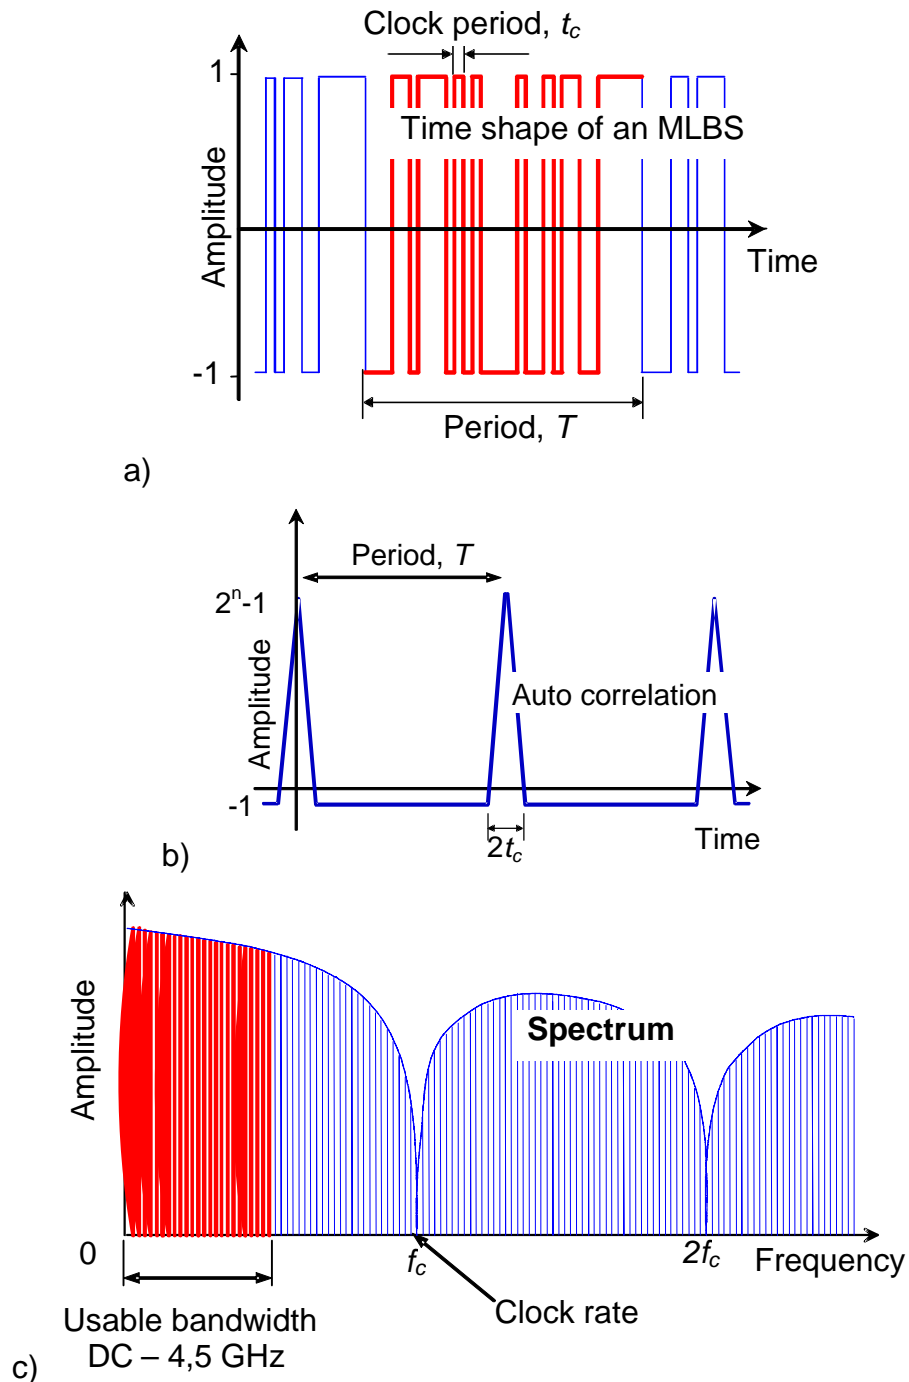 Clock period, tc
1
Time shape of an MLBS
Amplitude
Time
-1
Period, T
a)
Period, T
2ⁿ-1
Amplitude
Auto correlation
-1
2tc
Time
b)
Amplitude
Spectrum
0
fc
2fc
Frequency
Clock rate
Usable bandwidth
DC – 4,5 GHz
c)